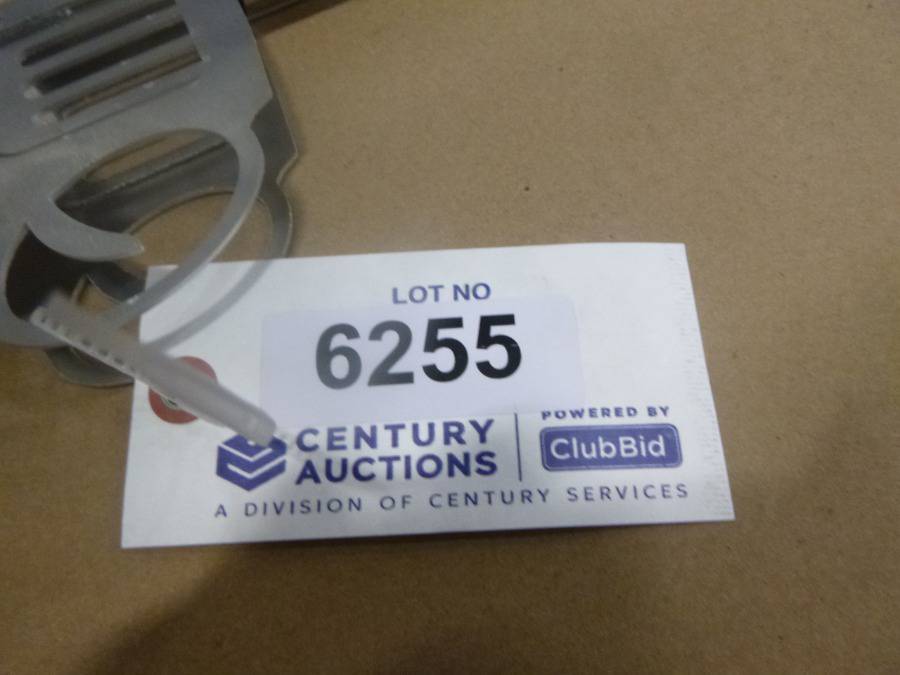 LOT NO
6255
CENTURY
AUCTIONS
POWERED BY
ClubBid
A DIVISION OF CENTURY SERVICES